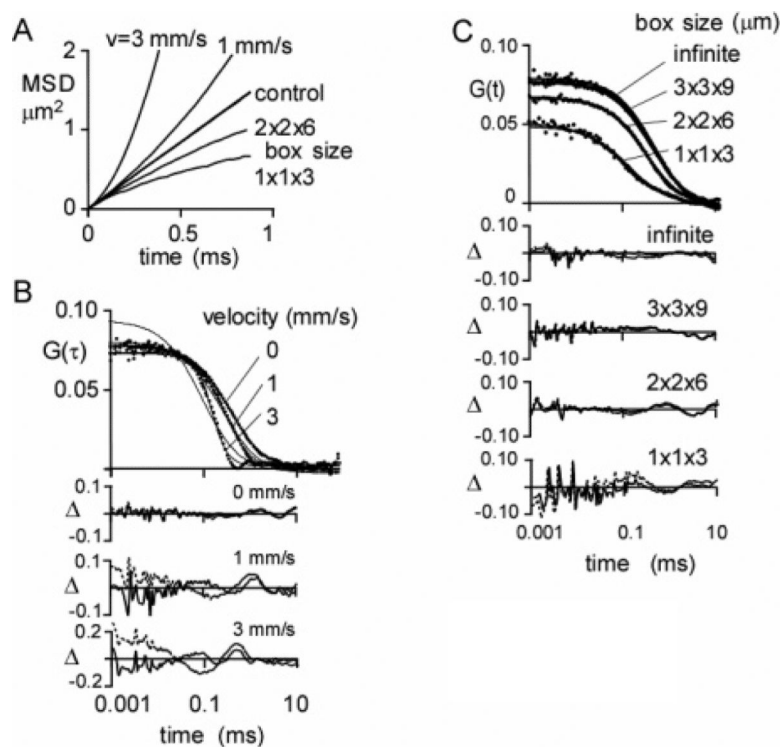 A
2
v=3 mm/s
1 mm/s
MSD
μm²
control
1
2x2x6
box size
1x1x3
0
0
0.5
1
time (ms)
B
0.10
velocity (mm/s)
G(τ)
0
0.05
1
3
0.1
0 mm/s
Δ
-0.1
0.1
1 mm/s
Δ
-0.1
0.2
3 mm/s
Δ
-0.2
0.001
0.1
10
time (ms)
C
box size (μm)
0.10
infinite
G(t)
3x3x9
0.05
2x2x6
1x1x3
0
0.10
infinite
Δ
-0.10
0.10
3x3x9
Δ
-0.10
0.10
2x2x6
Δ
-0.10
0.10
1x1x3
Δ
-0.10
0.001
0.1
10
time (ms)